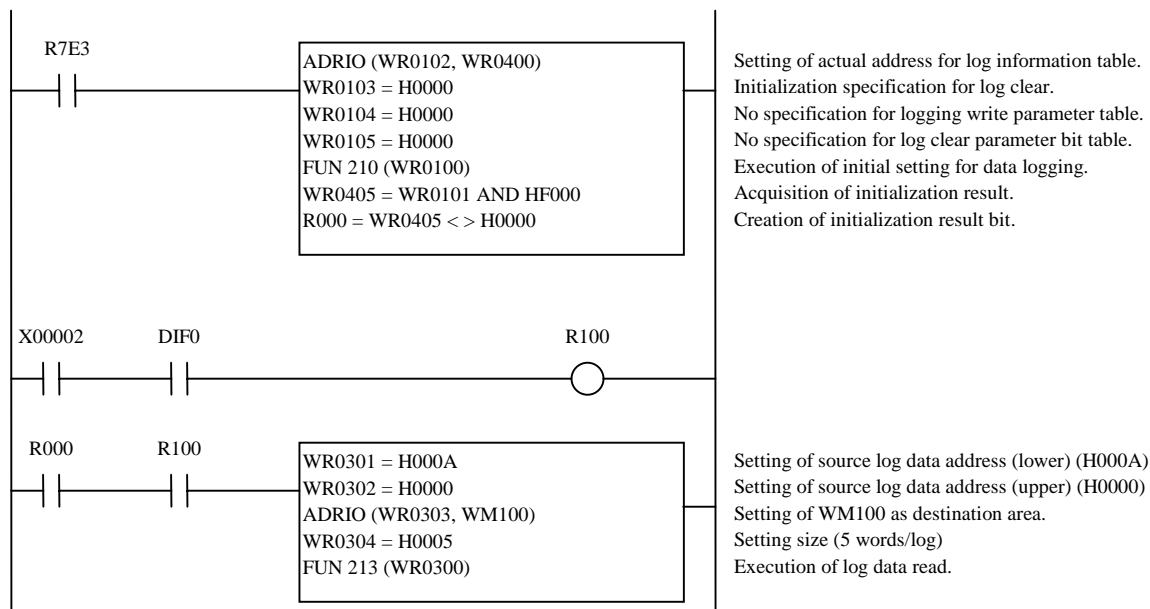 R7E3
ADRIO (WR0102, WR0400)
WR0103 = H0000
WR0104 = H0000
WR0105 = H0000
FUN 210 (WR0100)
WR0405 = WR0101 AND HF000
R000 = WR0405 < > H0000
Setting of actual address for log information table.
Initialization specification for log clear.
No specification for logging write parameter table.
No specification for log clear parameter bit table.
Execution of initial setting for data logging.
Acquisition of initialization result.
Creation of initialization result bit.
X00002 DIF0 R100
R000 R100
WR0301 = H000A
WR0302 = H0000
ADRIO (WR0303, WM100)
WR0304 = H0005
FUN 213 (WR0300)
Setting of source log data address (lower) (H000A)
Setting of source log data address (upper) (H0000)
Setting of WM100 as destination area.
Setting size (5 words/log)
Execution of log data read.